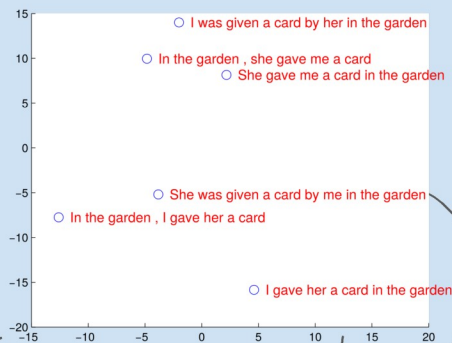 15
I was given a card by her in the garden
10
In the garden , she gave me a card
She gave me a card in the garden
5
0
−5
She was given a card by me in the garden
In the garden , I gave her a card
−10
−15
I gave her a card in the garden
−20
−15 −10 −5 0 5 10 15 20